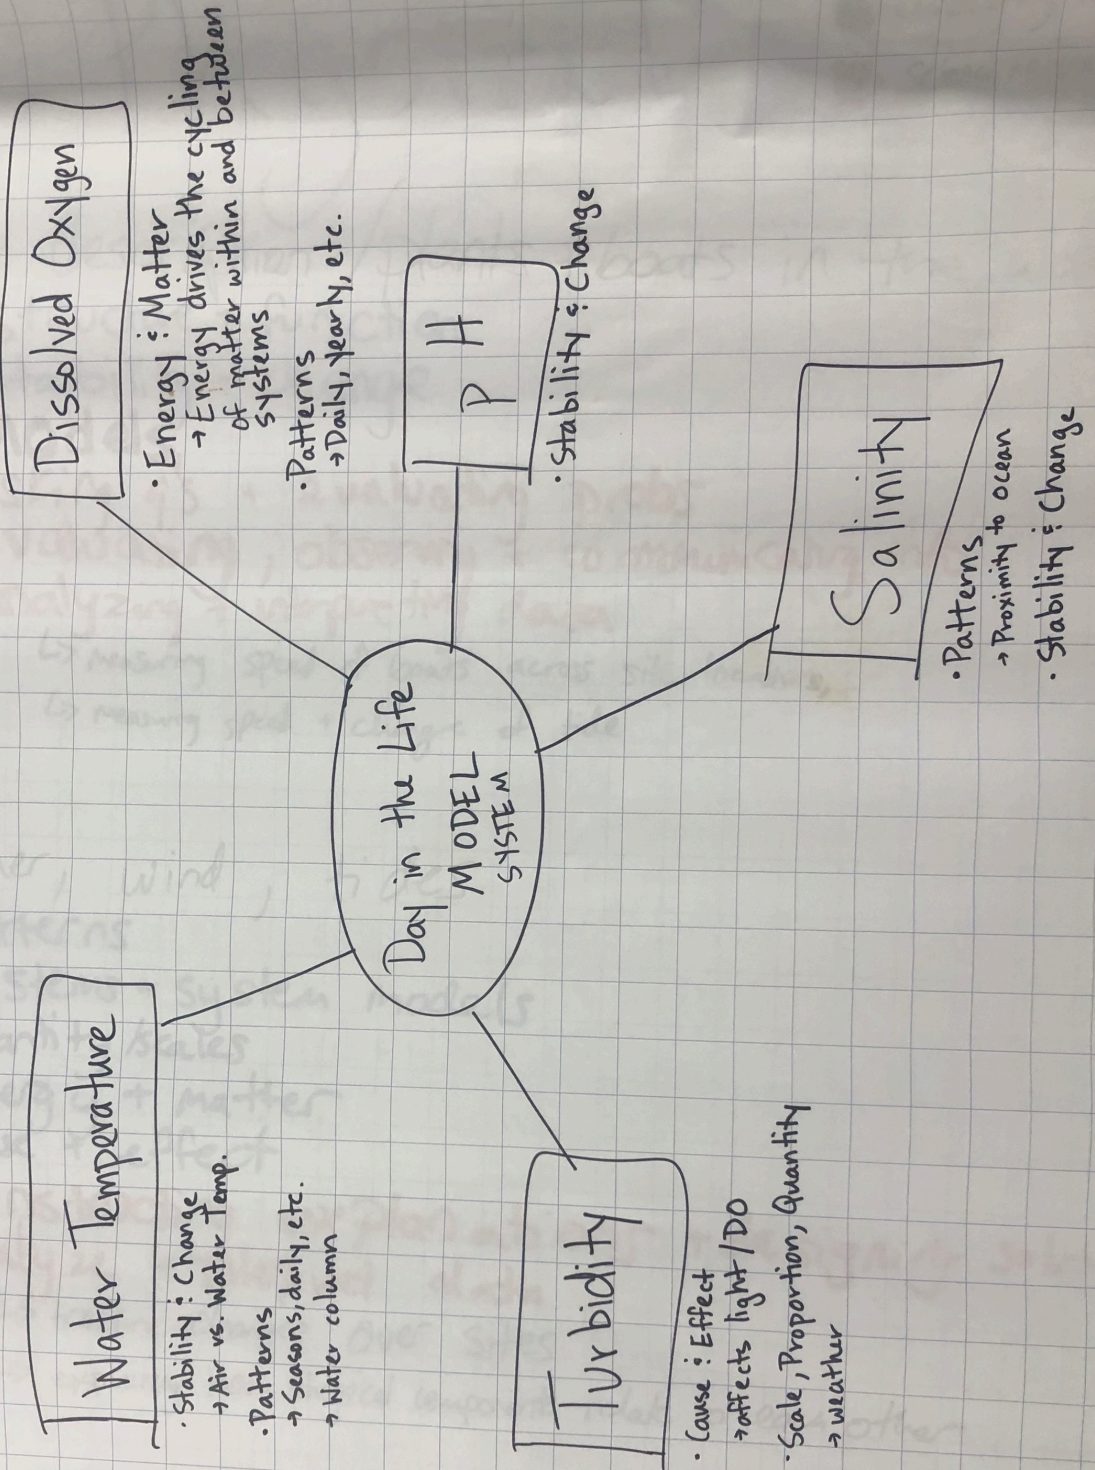 Water Temperature
· Stability & Change
→ Air vs. Water Temp.
· Patterns
→ Seasons, daily, etc.
→ Water column
Dissolved Oxygen
· Energy & Matter
→ Energy drives the cycling
of matter within and between
systems
· Patterns
→ Daily, yearly, etc.
Day in the Life
MODEL
SYSTEM
PH
· Stability & Change
Turbidity
· Cause & Effect
→ affects light/DO
· Scale, Proportion, Quantity
→ weather
Salinity
· Patterns
→ Proximity to ocean
· Stability & Change